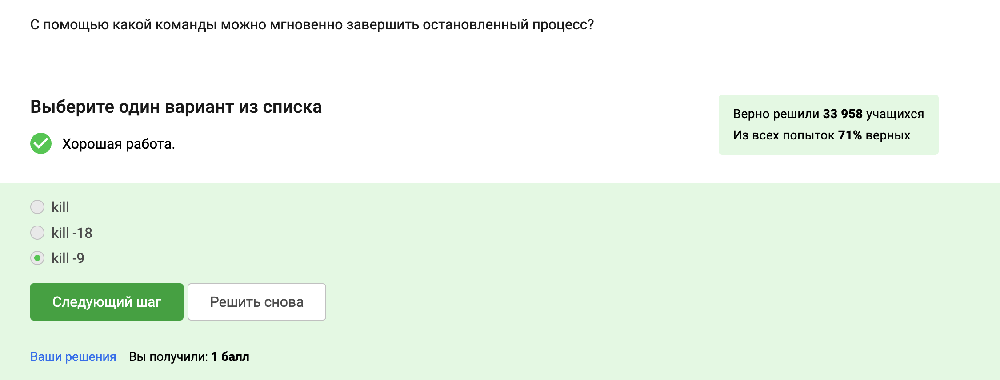 С помощью какой команды можно мгновенно завершить остановленный процесс?
Выберите один вариант из списка
Хорошая работа.
Верно решили 33 958 учащихся
Из всех попыток 71% верных
kill
kill -18
kill -9
Следующий шаг
Решить снова
Ваши решения
Вы получили: 1 балл